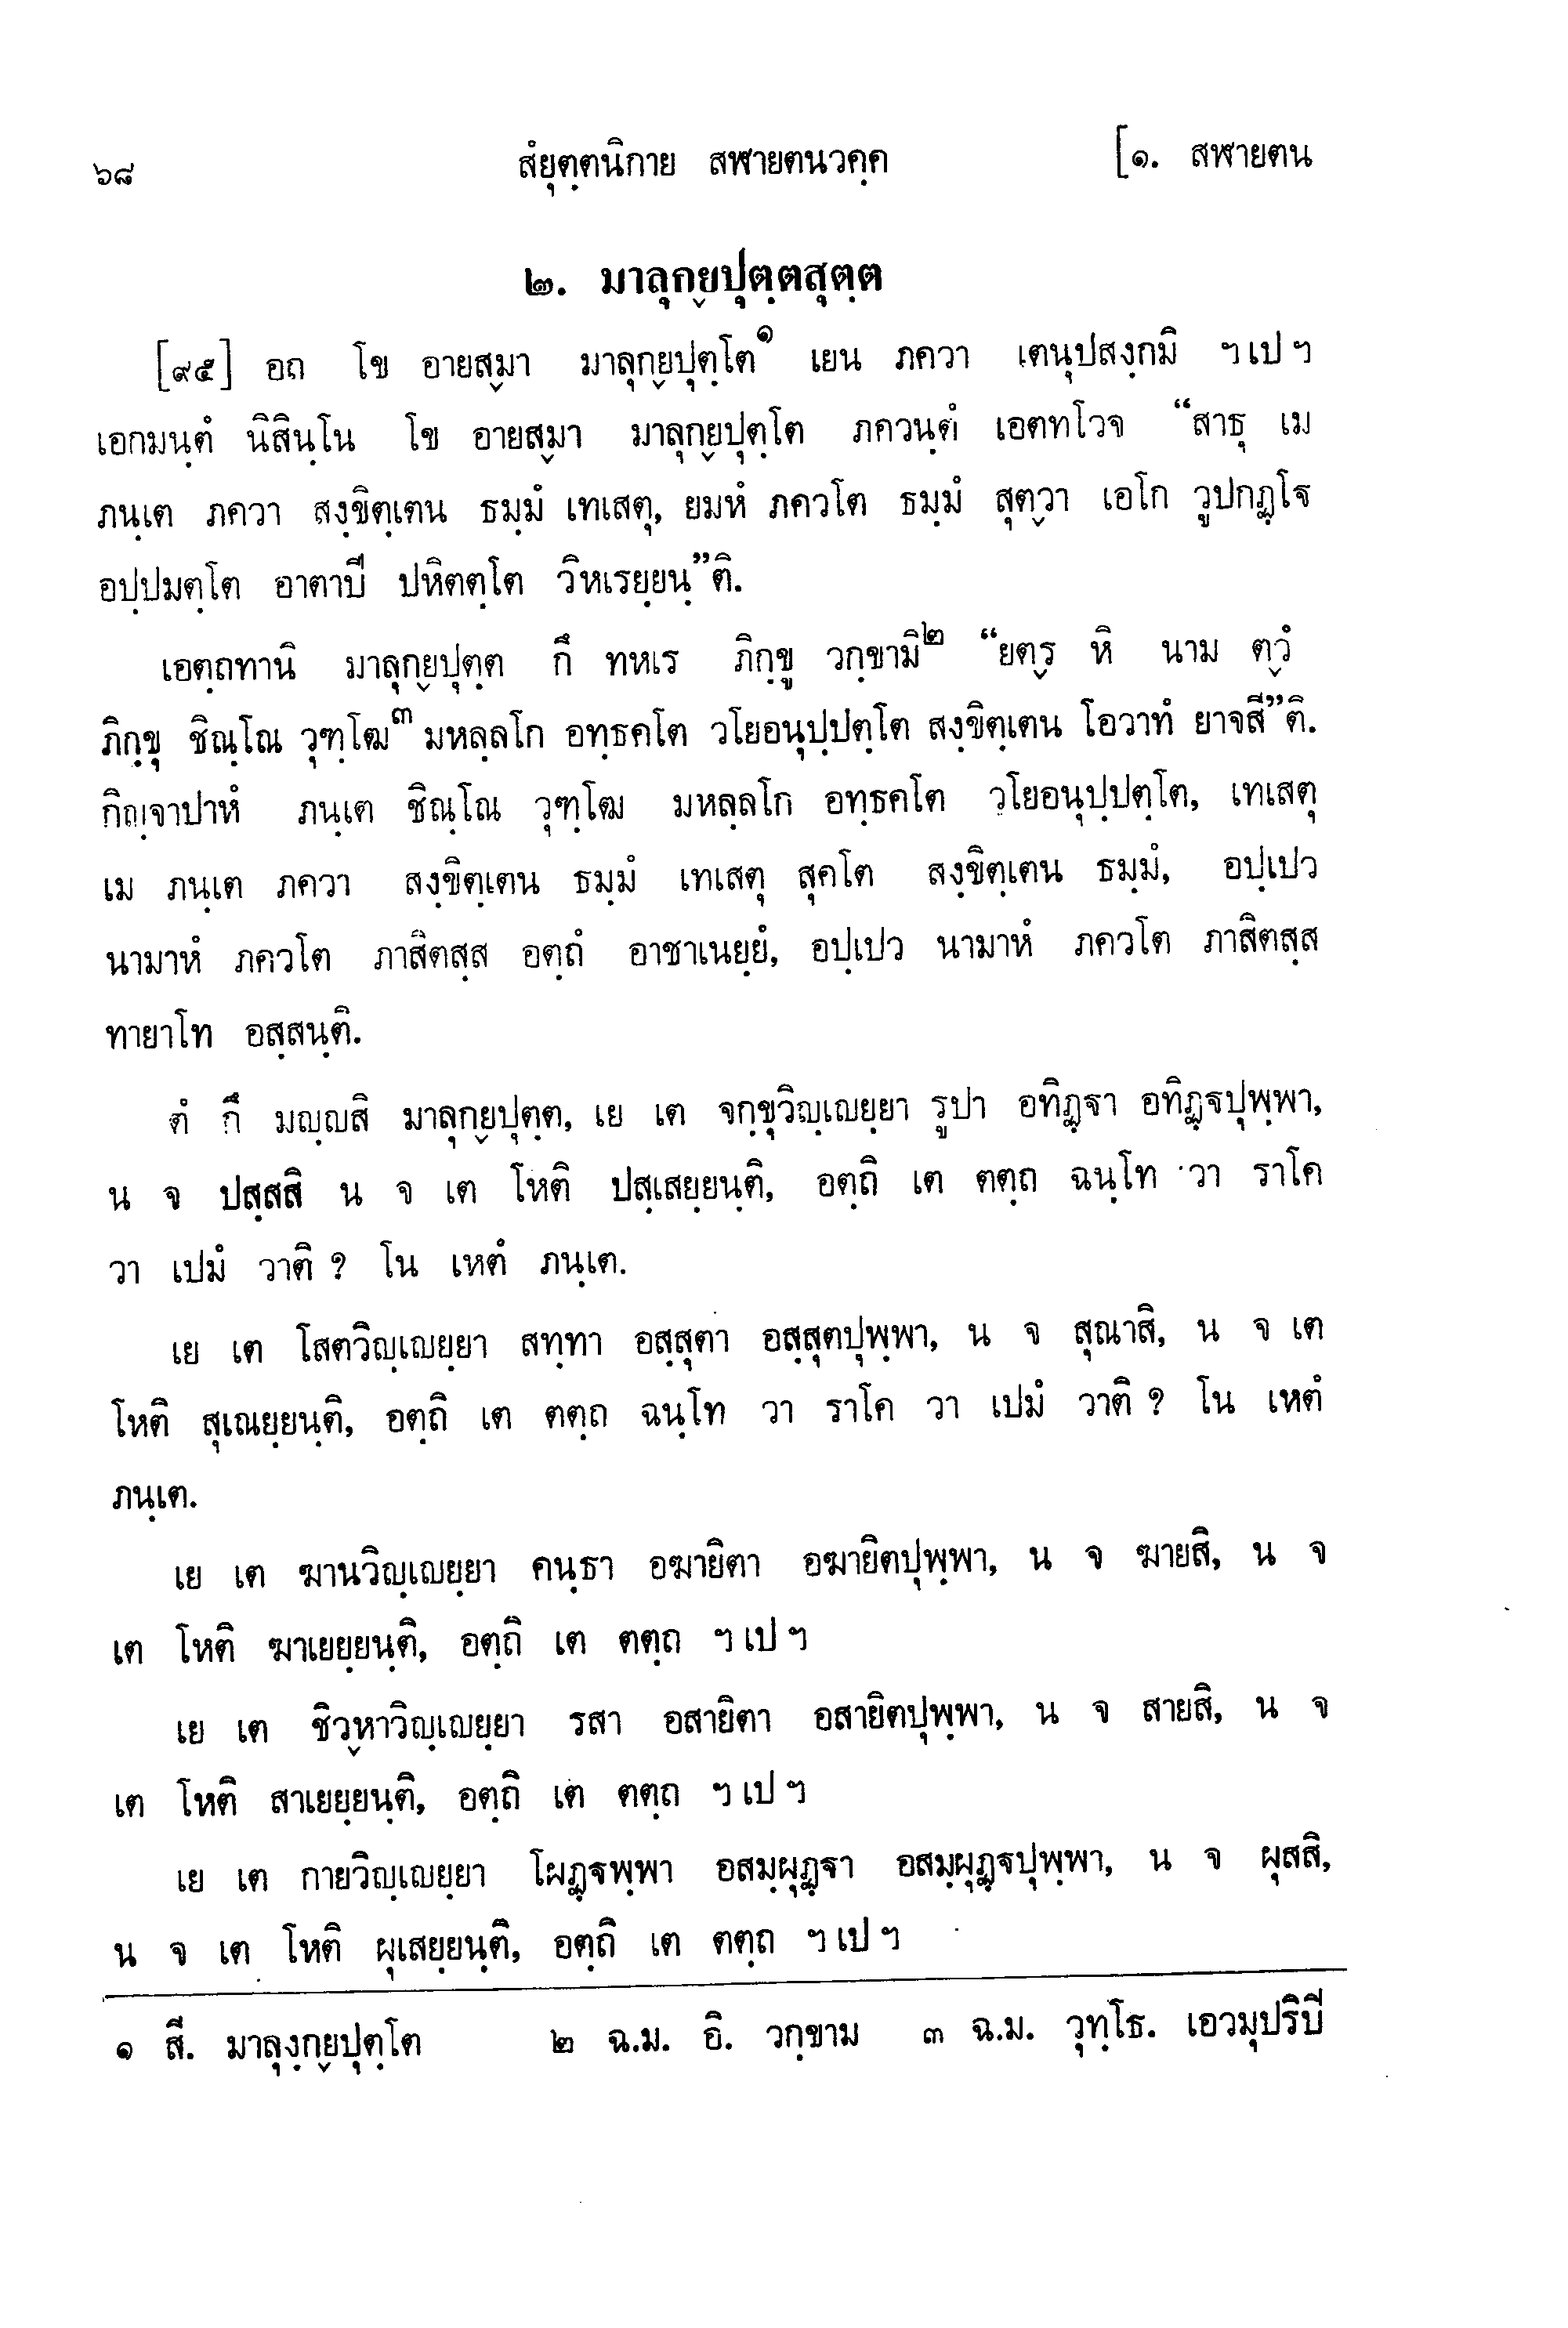 ๖๘ สํยุตฺตนิกาย สฬายตนวคฺค [๑. สฬายตน
๒. มาลุกฺยปุตฺตสุตฺต
[๙๕] อถ โข อายสฺมา มาลุกฺยปุตฺโต๑ เยน ภควา เตนุปสงฺกมิ ฯเปฯ
เอกมนฺตํ นิสินฺโน โข อายสฺมา มาลุกฺยปุตฺโต ภควนฺตํ เอตทโวจ “สาธุ เม
ภนฺเต ภควา สงฺขิตฺเตน ธมฺมํ เทเสตุ, ยมหํ ภควโต ธมฺมํ สุตฺวา เอโก วูปกฏฺโฐ
อปฺปมตฺโต อาตาปี ปหิตตฺโต วิหเรยฺยนฺ”ติ.
เอตฺถทานิ มาลุกฺยปุตฺต กึ ทหเร ภิกฺขู วกฺขามิ๒ “ยตฺร หิ นาม ตฺวํ
ภิกฺขุ ชิณฺโณ วุฑฺโฒ๓ มหลฺลโก อทฺธคโต วโยอนุปฺปตฺโต สงฺขิตฺเตน โอวาทํ ยาจสี”ติ.
กิญฺจาปาหํ ภนฺเต ชิณฺโณ วุฑฺโฒ มหลฺลโก อทฺธคโต วโยอนุปฺปตฺโต, เทเสตุ
เม ภนฺเต ภควา สงฺขิตฺเตน ธมฺมํ เทเสตุ สุคโต สงฺขิตฺเตน ธมฺมํ, อปฺเปว
นามาหํ ภควโต ภาสิตสฺส อตฺถํ อาชาเนยฺยํ, อปฺเปว นามาหํ ภควโต ภาสิตสฺส
ทายาโท อสฺสนฺติ.
ตํ กึ มญฺญสิ มาลุกฺยปุตฺต, เย เต จกฺขุวิญฺเญยฺยา รูปา อทิฏฺฐา อทิฏฺฐปุพฺพา,
น จ ปสฺสสิ น จ เต โหติ ปสฺเสยฺยนฺติ, อตฺถิ เต ตตฺถ ฉนฺโท วา ราโค
วา เปมํ วาติ ? โน เหตํ ภนฺเต.
เย เต โสตวิญฺเญยฺยา สทฺทา อสฺสุตา อสฺสุตปุพฺพา, น จ สุณาสิ, น จ เต
โหติ สุเณยฺยนฺติ, อตฺถิ เต ตตฺถ ฉนฺโท วา ราโค วา เปมํ วาติ ? โน เหตํ
ภนฺเต.
เย เต ฆานวิญฺเญยฺยา คนฺธา อฆายิตา อฆายิตปุพฺพา, น จ ฆายสิ, น จ
เต โหติ ฆาเยยฺยนฺติ, อตฺถิ เต ตตฺถ ฯเปฯ
เย เต ชิวฺหาวิญฺเญยฺยา รสา อสายิตา อสายิตปุพฺพา, น จ สายสิ, น จ
เต โหติ สาเยยฺยนฺติ, อตฺถิ เต ตตฺถ ฯเปฯ
เย เต กายวิญฺเญยฺยา โผฏฺฐพฺพา อสมฺผุฏฺฐา อสมฺผุฏฺฐปุพฺพา, น จ ผุสสิ,
น จ เต โหติ ผุเสยฺยนฺติ, อตฺถิ เต ตตฺถ ฯเปฯ
๑ สี. มาลุงฺกฺยปุตฺโต ๒ ฉ.ม. อิ. วกฺขาม ๓ ฉ.ม. วุทฺโธ. เอวมุปริปี